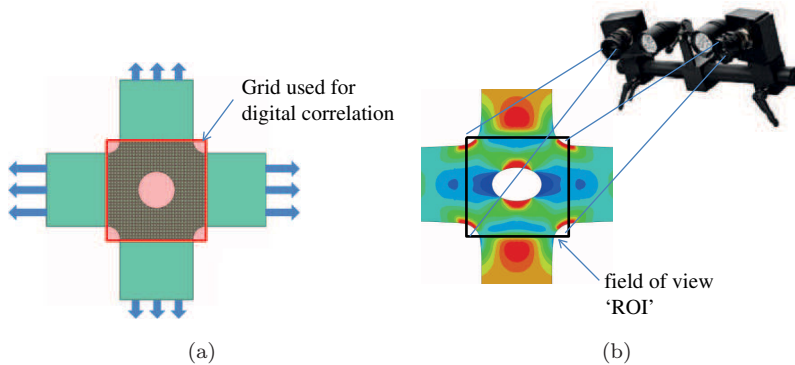 Grid used for
digital correlation
field of view
‘ROI’
(a)
(b)